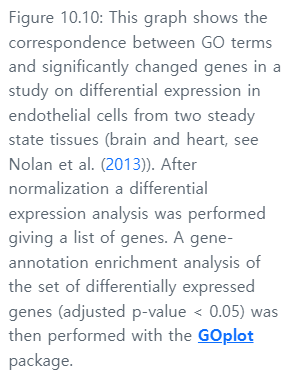 Figure 10.10: This graph shows the
correspondence between GO terms
and significantly changed genes in a
study on differential expression in
endothelial cells from two steady
state tissues (brain and heart, see
Nolan et al. (2013)). After
normalization a differential
expression analysis was performed
giving a list of genes. A gene-
annotation enrichment analysis of
the set of differentially expressed
genes (adjusted p-value < 0.05) was
then performed with the GOplot
package.